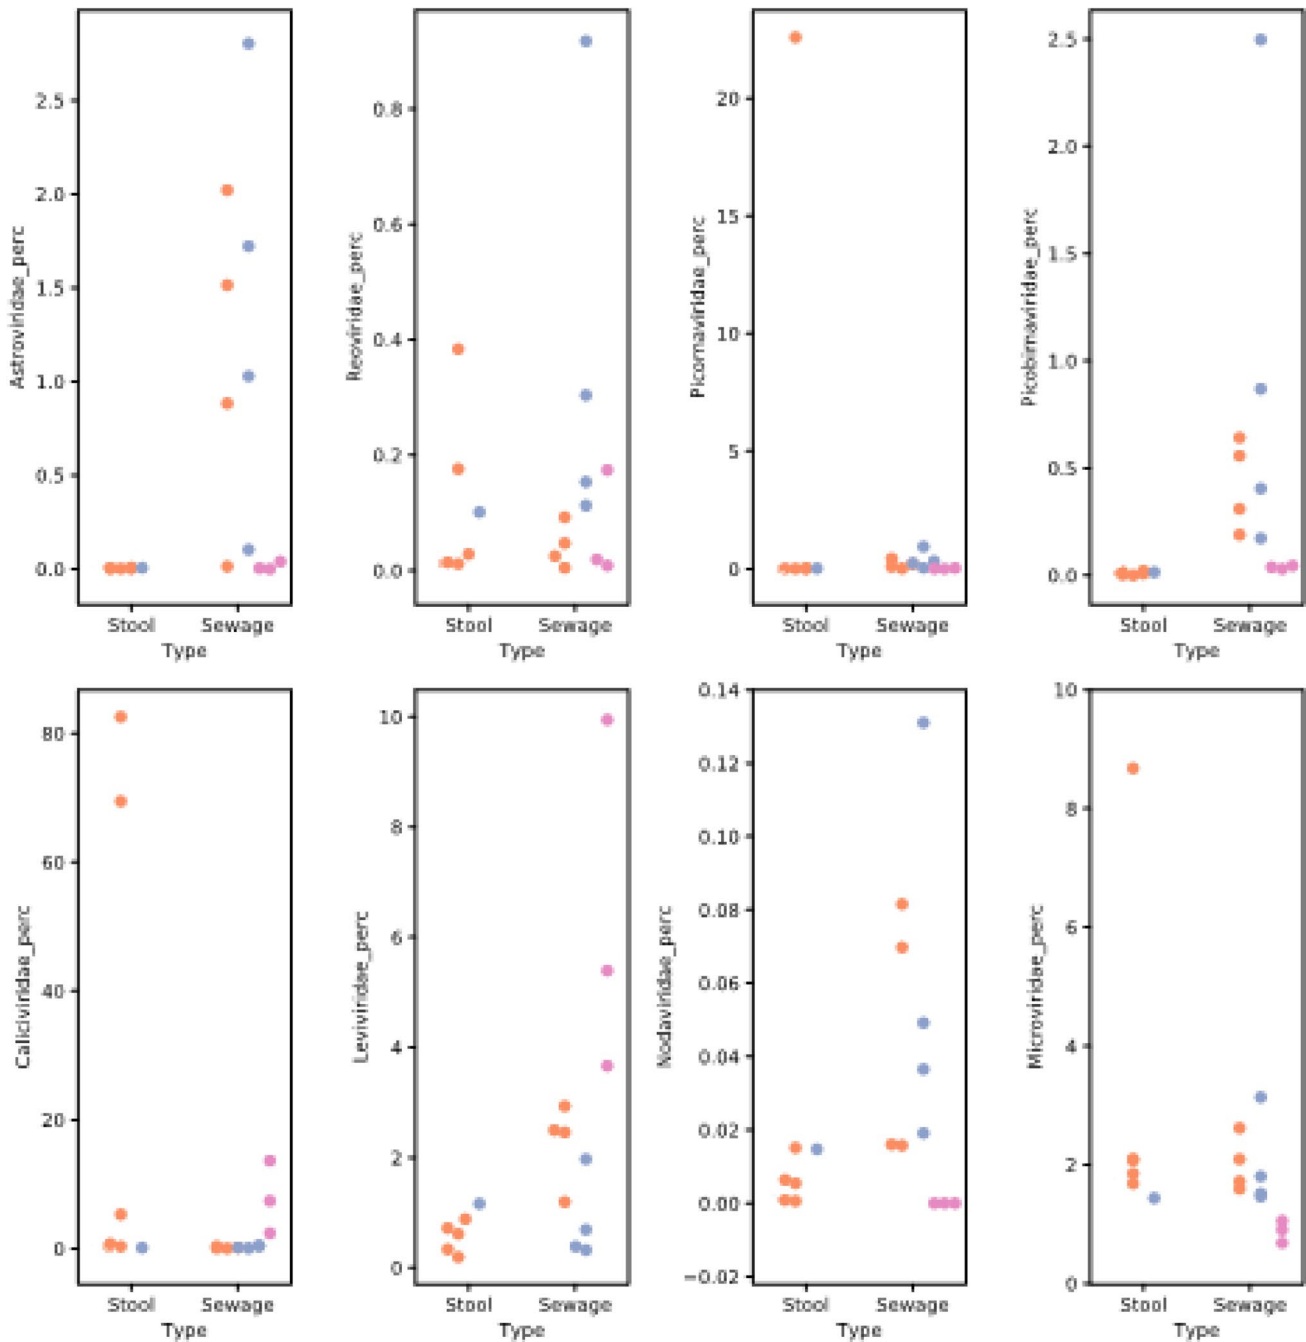 Astroviridae_perc
2.5
2.0
1.5
1.0
0.5
0.0
Stool Sewage
Type
Reoviridae_perc
0.8
0.6
0.4
0.2
0.0
Stool Sewage
Type
Picornaviridae_perc
20
15
10
5
0
Stool Sewage
Type
Picobirnaviridae_perc
2.5
2.0
1.5
1.0
0.5
0.0
Stool Sewage
Type
Caliciviridae_perc
80
60
40
20
0
Stool Sewage
Type
Leviviridae_perc
10
8
6
4
2
0
Stool Sewage
Type
Nodaviridae_perc
0.14
0.12
0.10
0.08
0.06
0.04
0.02
0.00
−0.02
Stool Sewage
Type
Microviridae_perc
10
8
6
4
2
0
Stool Sewage
Type